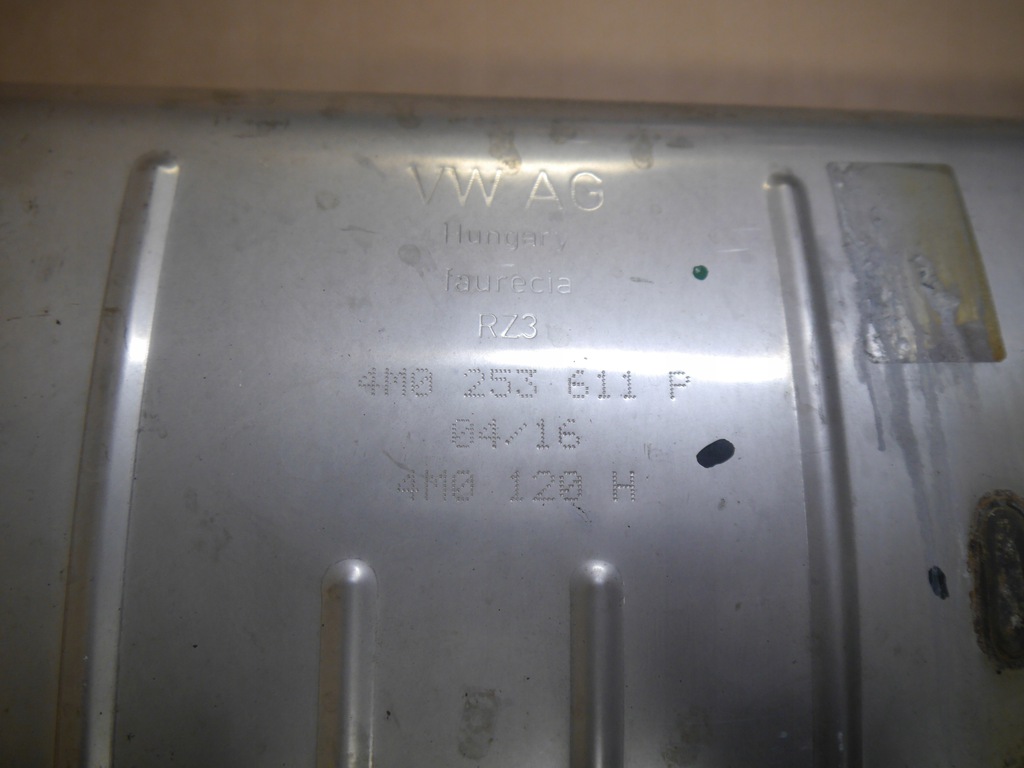 VW AG
Hungary
faurecia
RZ3
4M0 253 611 P
04/16
4M0 120 H